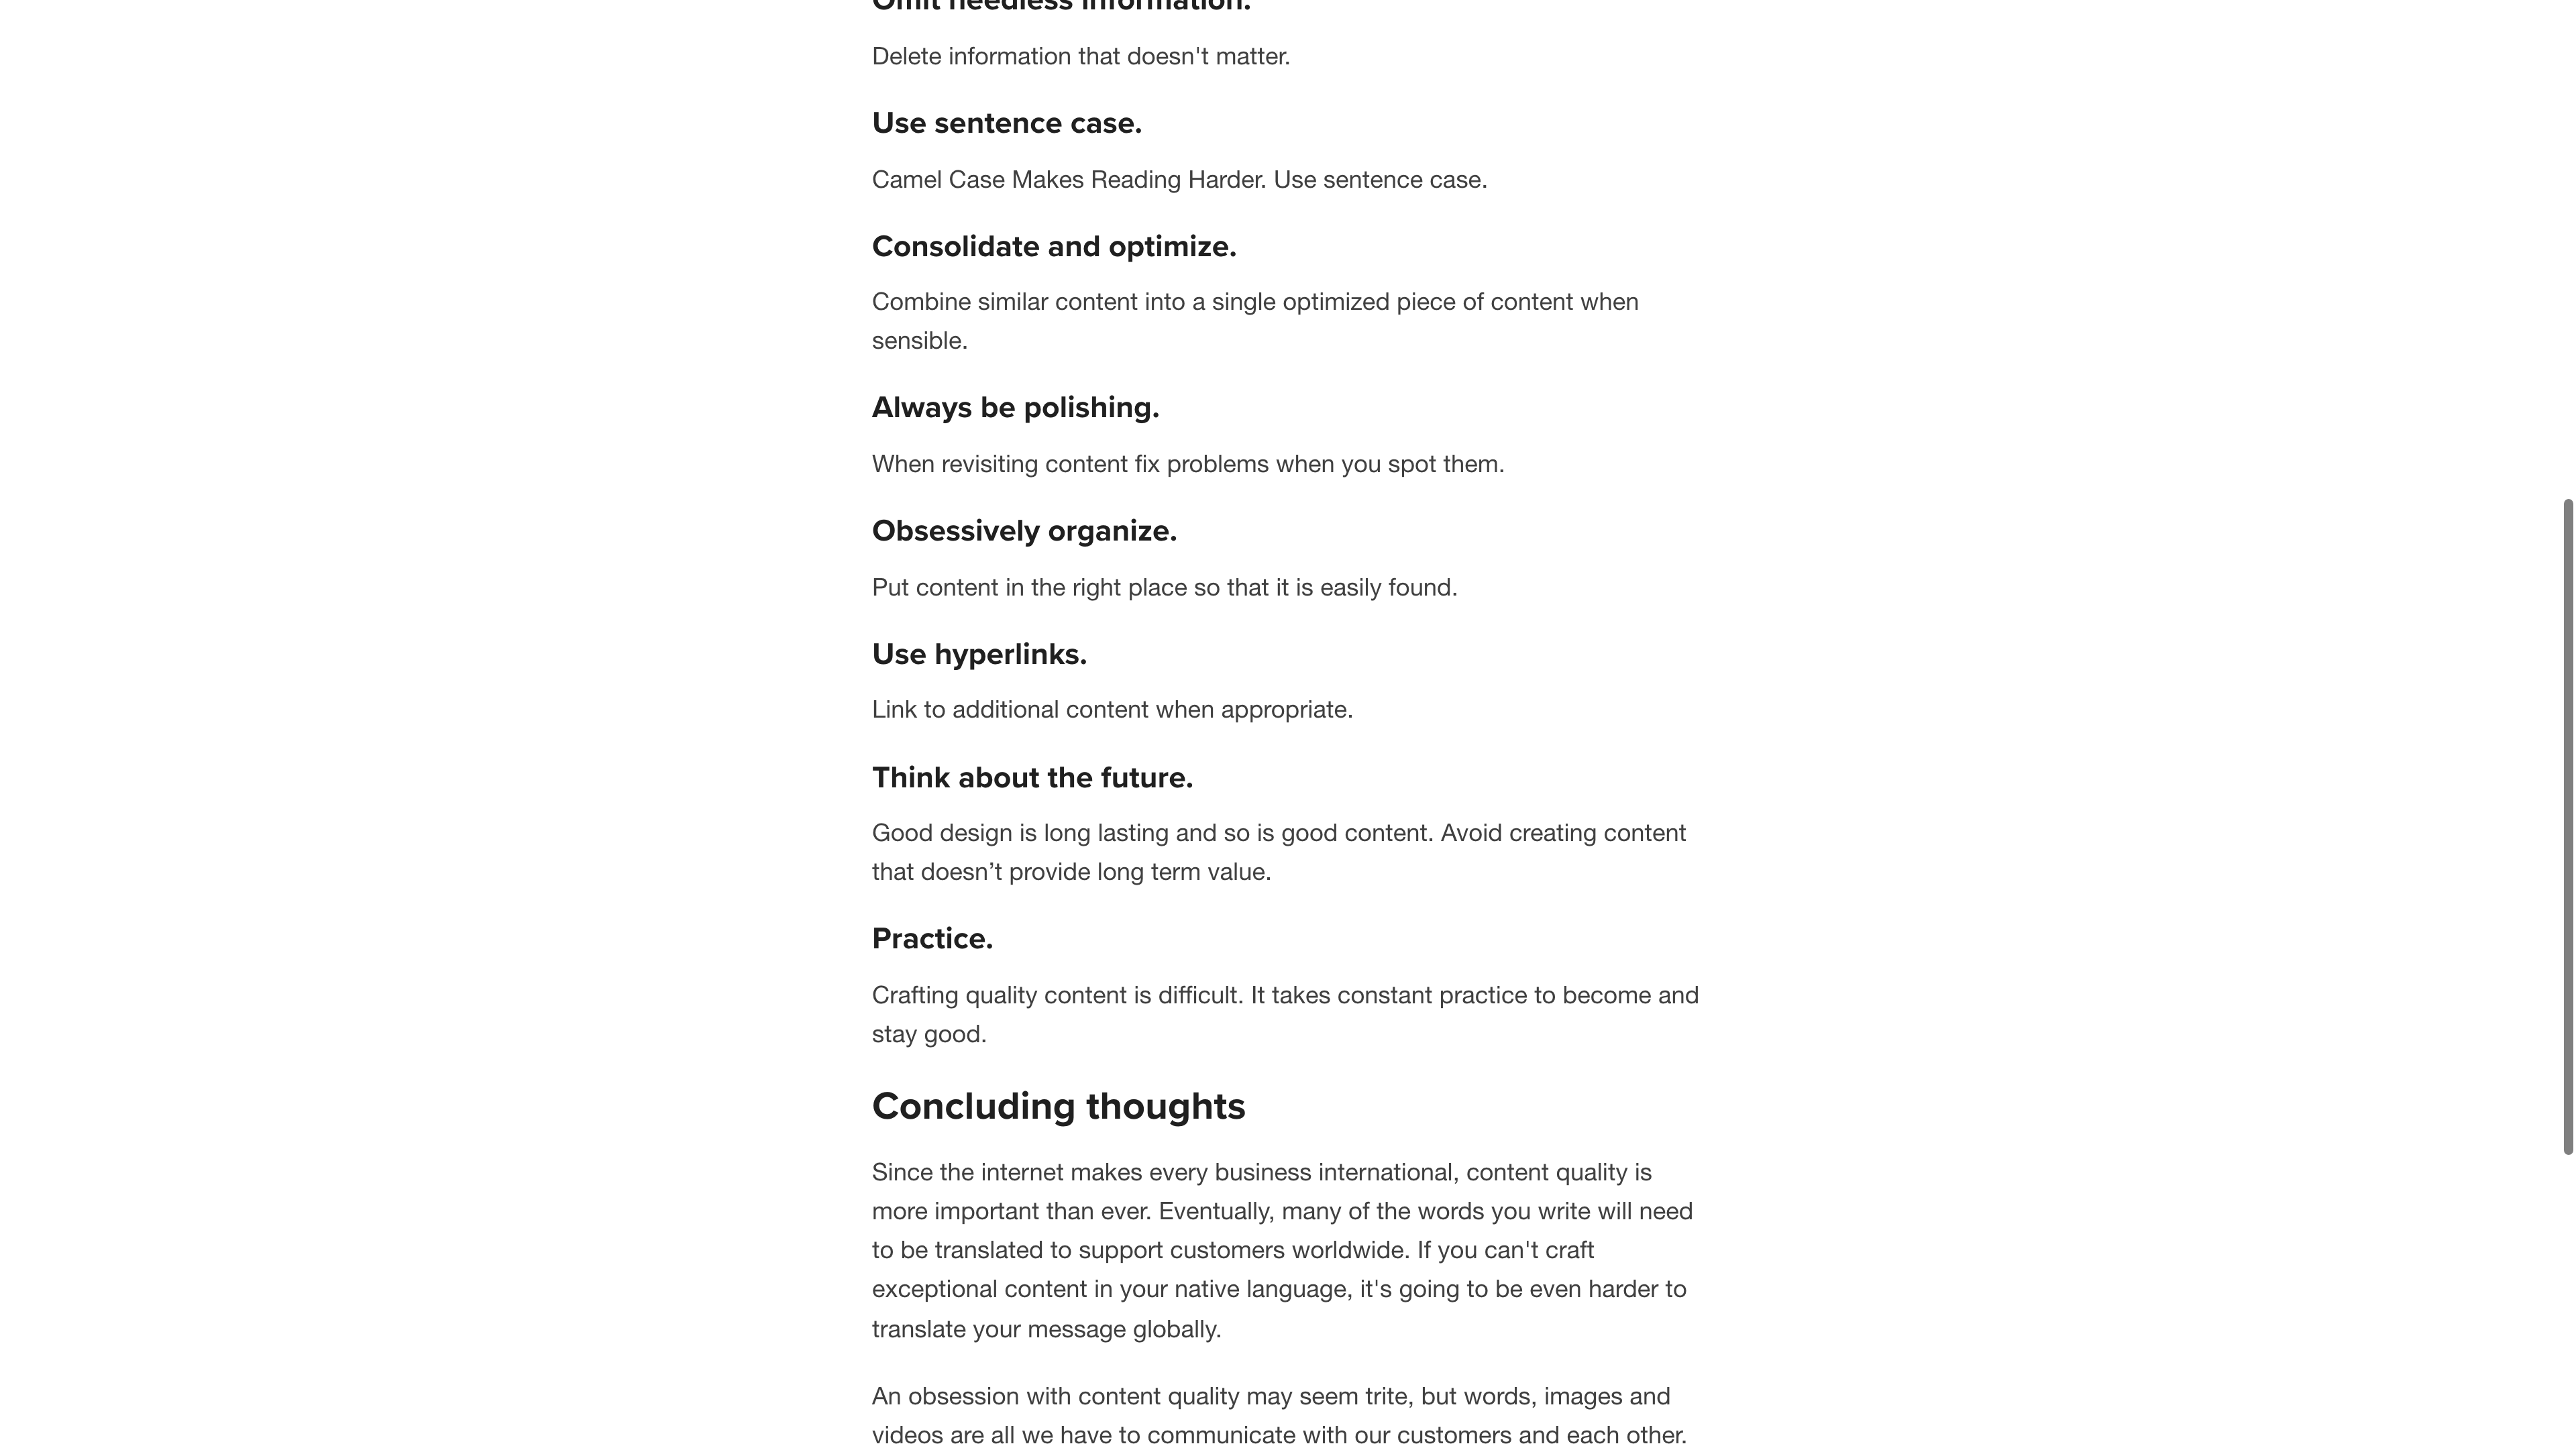 Omit needless information.
Delete information that doesn't matter.
Use sentence case.
Camel Case Makes Reading Harder. Use sentence case.
Consolidate and optimize.
Combine similar content into a single optimized piece of content when
sensible.
Always be polishing.
When revisiting content fix problems when you spot them.
Obsessively organize.
Put content in the right place so that it is easily found.
Use hyperlinks.
Link to additional content when appropriate.
Think about the future.
Good design is long lasting and so is good content. Avoid creating content
that doesn’t provide long term value.
Practice.
Crafting quality content is difficult. It takes constant practice to become and
stay good.
Concluding thoughts
Since the internet makes every business international, content quality is
more important than ever. Eventually, many of the words you write will need
to be translated to support customers worldwide. If you can't craft
exceptional content in your native language, it's going to be even harder to
translate your message globally.
An obsession with content quality may seem trite, but words, images and
videos are all we have to communicate with our customers and each other.